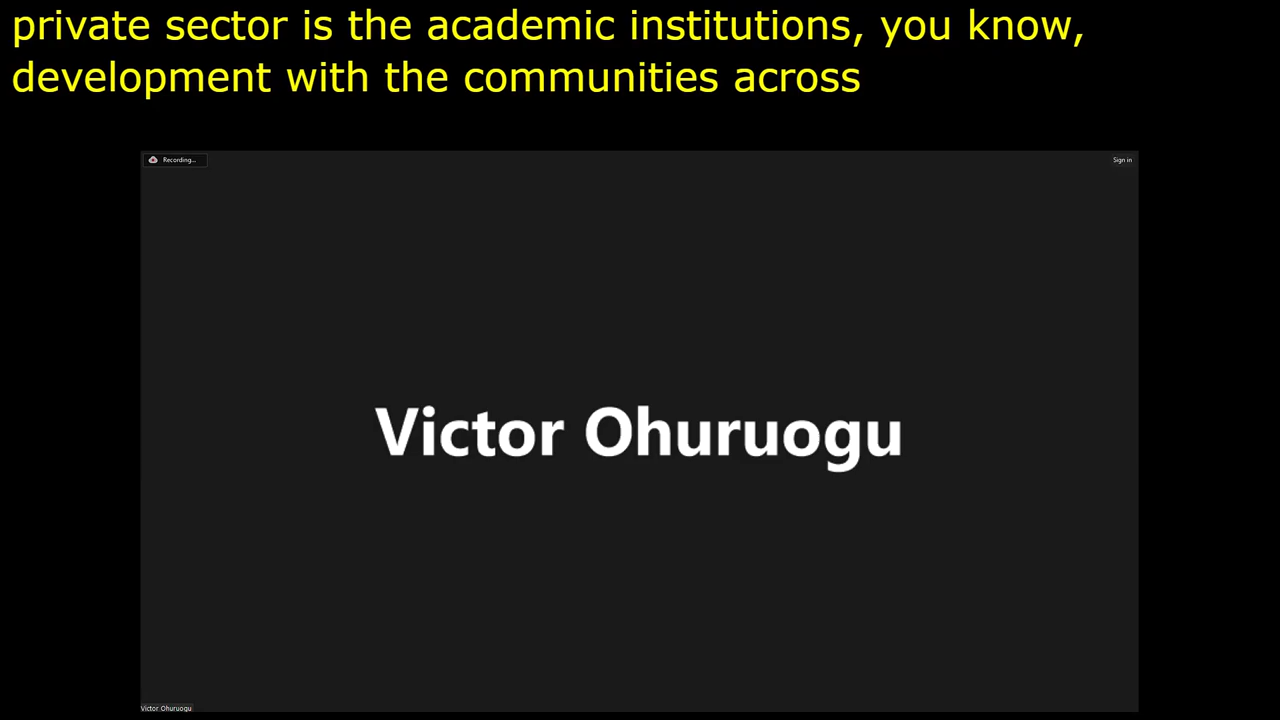 private sector is the academic institutions, you know,
development with the communities across
Recording...
Sign in
Victor Ohuruogu
Victor Ohuruogu